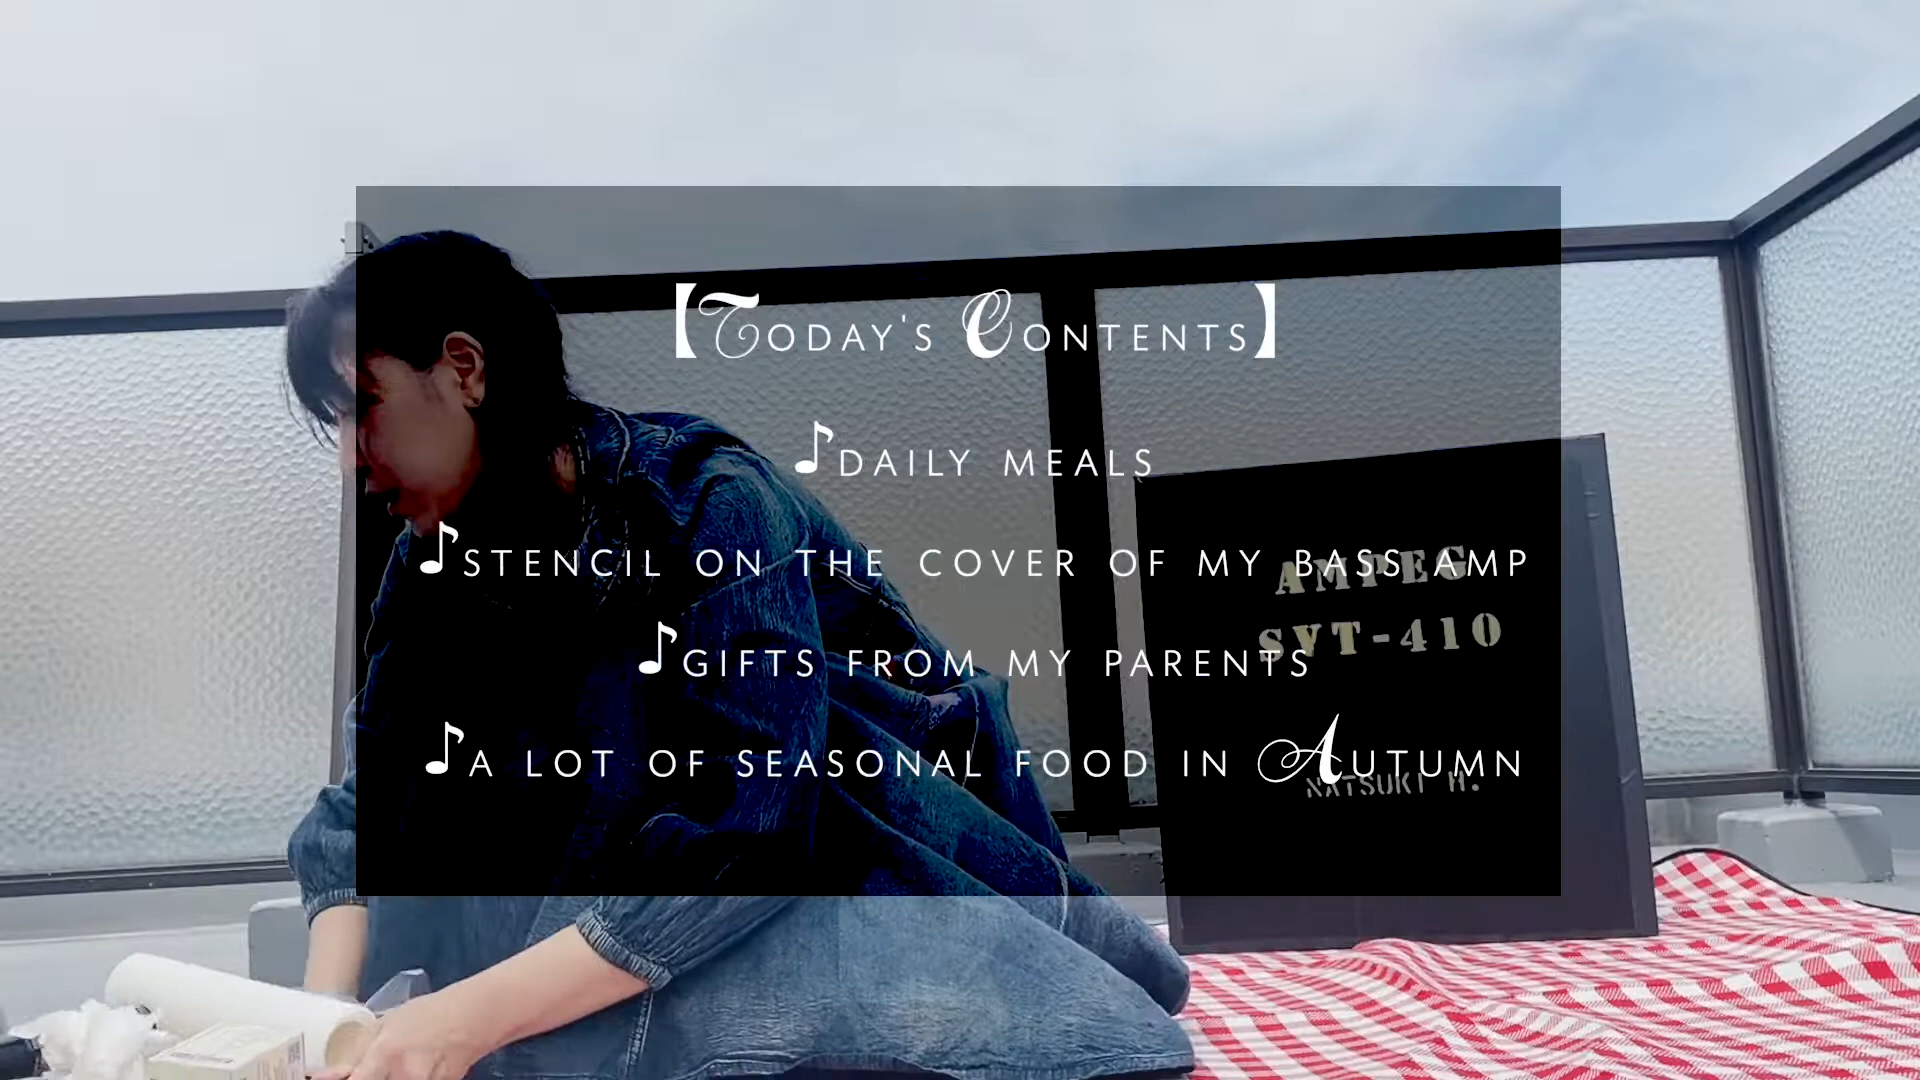 【Today's Contents】
♪DAILY MEALS
♪STENCIL ON THE COVER OF MY BASS AMP
♪GIFTS FROM MY PARENTS
♪A LOT OF SEASONAL FOOD IN AUTUMN
AMPEG
SVT-410
NATSUKI H.